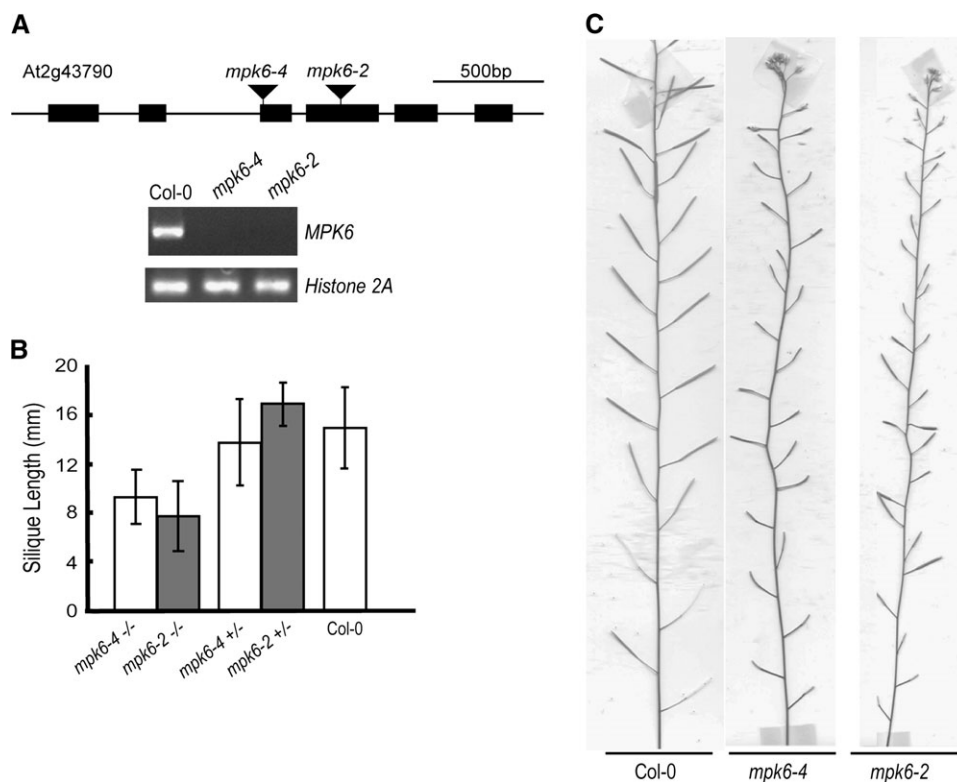 A
At2g43790
mpk6-4
mpk6-2
500bp
Col-0
mpk6-4
mpk6-2
MPK6
Histone 2A
B
Silique Length (mm)
20
16
12
8
4
0
mpk6-4 -/-
mpk6-2 -/-
mpk6-4 +/-
mpk6-2 +/-
Col-0
C
Col-0
mpk6-4
mpk6-2